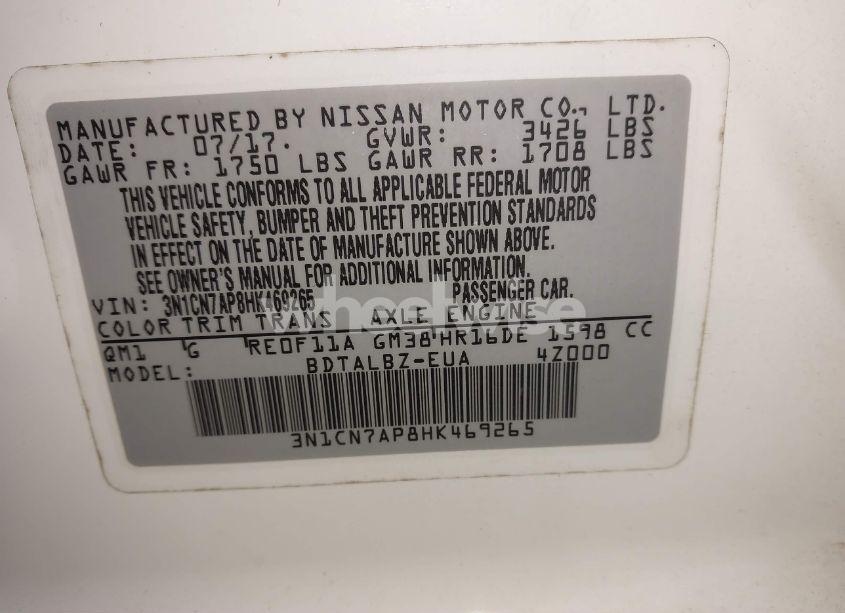 MANUFACTURED BY NISSAN MOTOR CO., LTD.
DATE: 07/17. GVWR: 3426 LBS
GAWR FR: 1750 LBS GAWR RR: 1708 LBS
THIS VEHICLE CONFORMS TO ALL APPLICABLE FEDERAL MOTOR
VEHICLE SAFETY, BUMPER AND THEFT PREVENTION STANDARDS
IN EFFECT ON THE DATE OF MANUFACTURE SHOWN ABOVE.
SEE OWNER'S MANUAL FOR ADDITIONAL INFORMATION.
VIN: 3N1CN7AP8HK469265 PASSENGER CAR.
COLOR TRIM TRANS AXLE ENGINE
QM1 G RE0F11A GM38 HR16DE 1598 CC
MODEL: BDTALBZ-EUA 4Z000
3N1CN7AP8HK469265